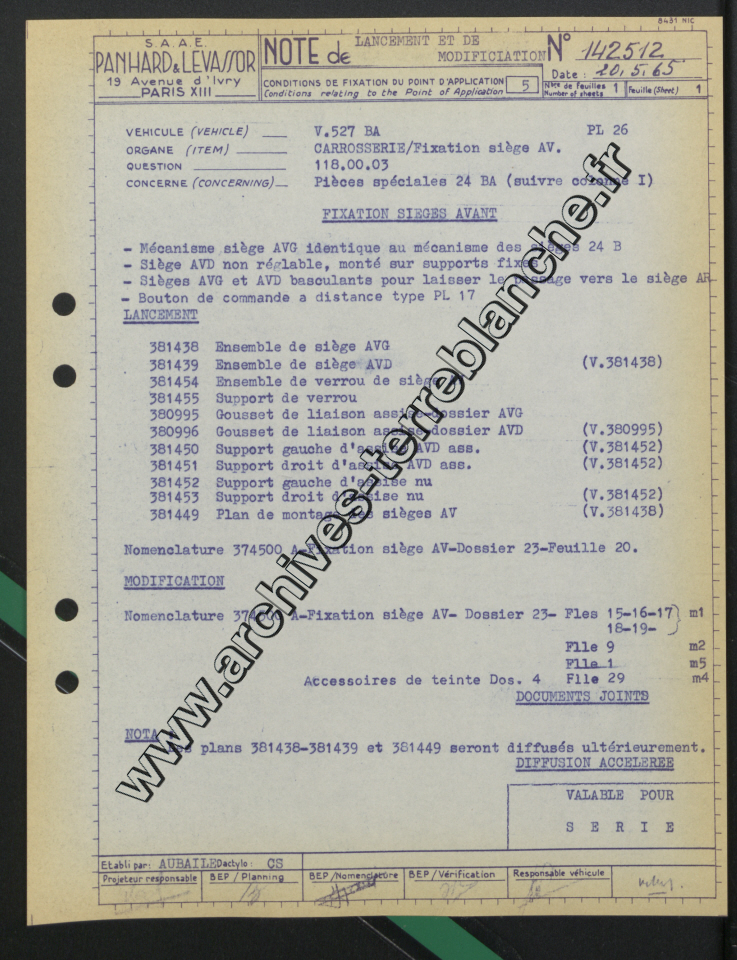 8431 NIC
S.A.A.E.
PANHARD & LEVASSOR
19 Avenue d'Ivry
PARIS XIII
NOTE de LANCEMENT ET DE
MODIFICIATION
N° 142512
Date: 20.5.65
CONDITIONS DE FIXATION DU POINT D'APPLICATION
Conditions relating to the Point of Application
5
Nbre de Feuilles 1
Number of sheets
Feuille (Sheet) 1
VEHICULE (VEHICLE) V.527 BA PL 26
ORGANE (ITEM) CARROSSERIE/Fixation siège AV.
QUESTION 118.00.03
CONCERNE (CONCERNING) Pièces spéciales 24 BA (suivre colonne I)
FIXATION SIEGES AVANT
- Mécanisme siège AVG identique au mécanisme des sièges 24 B
- Siège AVD non réglable, monté sur supports fixes
- Sièges AVG et AVD basculants pour laisser le passage vers le siège AR
- Bouton de commande a distance type PL 17
LANCEMENT
381438 Ensemble de siège AVG
381439 Ensemble de siège AVD (V.381438)
381454 Ensemble de verrou de siège
381455 Support de verrou
380995 Gousset de liaison assise-dossier AVG
380996 Gousset de liaison assise-dossier AVD (V.380995)
381450 Support gauche d'assise AVD ass. (V.381452)
381451 Support droit d'assise AVD ass. (V.381452)
381452 Support gauche d'assise nu
381453 Support droit d'assise nu (V.381452)
381449 Plan de montage des sièges AV (V.381438)
Nomenclature 374500 A-Fixation siège AV-Dossier 23-Feuille 20.
MODIFICATION
Nomenclature 374500 A-Fixation siège AV- Dossier 23- Fles 15-16-17 m1
18-19-
Flle 9 m2
Flle 1 m5
Accessoires de teinte Dos. 4 Flle 29 m4
DOCUMENTS JOINTS
NOTA
Les plans 381438-381439 et 381449 seront diffusés ultérieurement.
DIFFUSION ACCELEREE
VALABLE POUR
S E R I E
Etabli par: AUBAILE Dactylo: CS
Projeteur responsable
BEP / Planning
BEP / Nomenclature
BEP / Vérification
Responsable véhicule
www.archives-terreblanche.fr